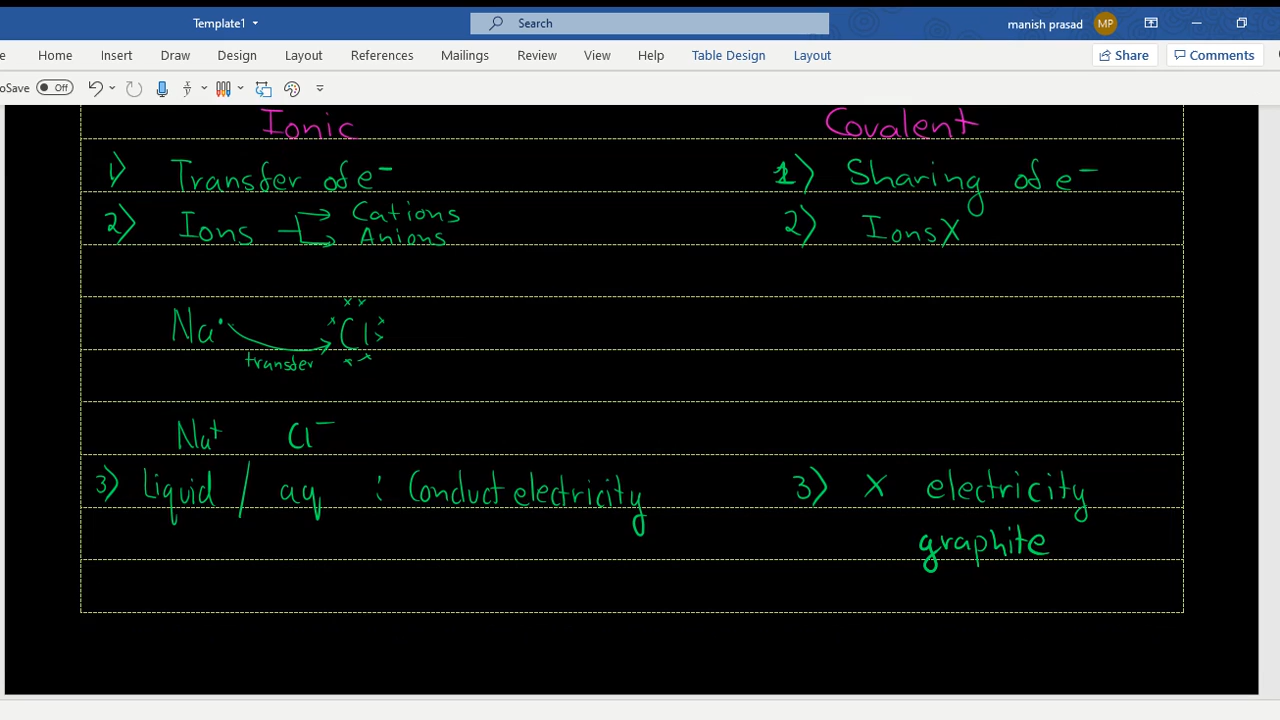 Template1
Search
manish prasad
MP
Home Insert Draw Design Layout References Mailings Review View Help Table Design Layout
Share
Comments
oSave
Off
Ionic
Covalent
1) Transfer of e⁻
1) Sharing of e⁻
2) Ions
Cations
Anions
2) Ions X
Na
Cl
transfer
Na⁺ Cl⁻
3) Liquid / aq : Conduct electricity
3) X electricity
graphite